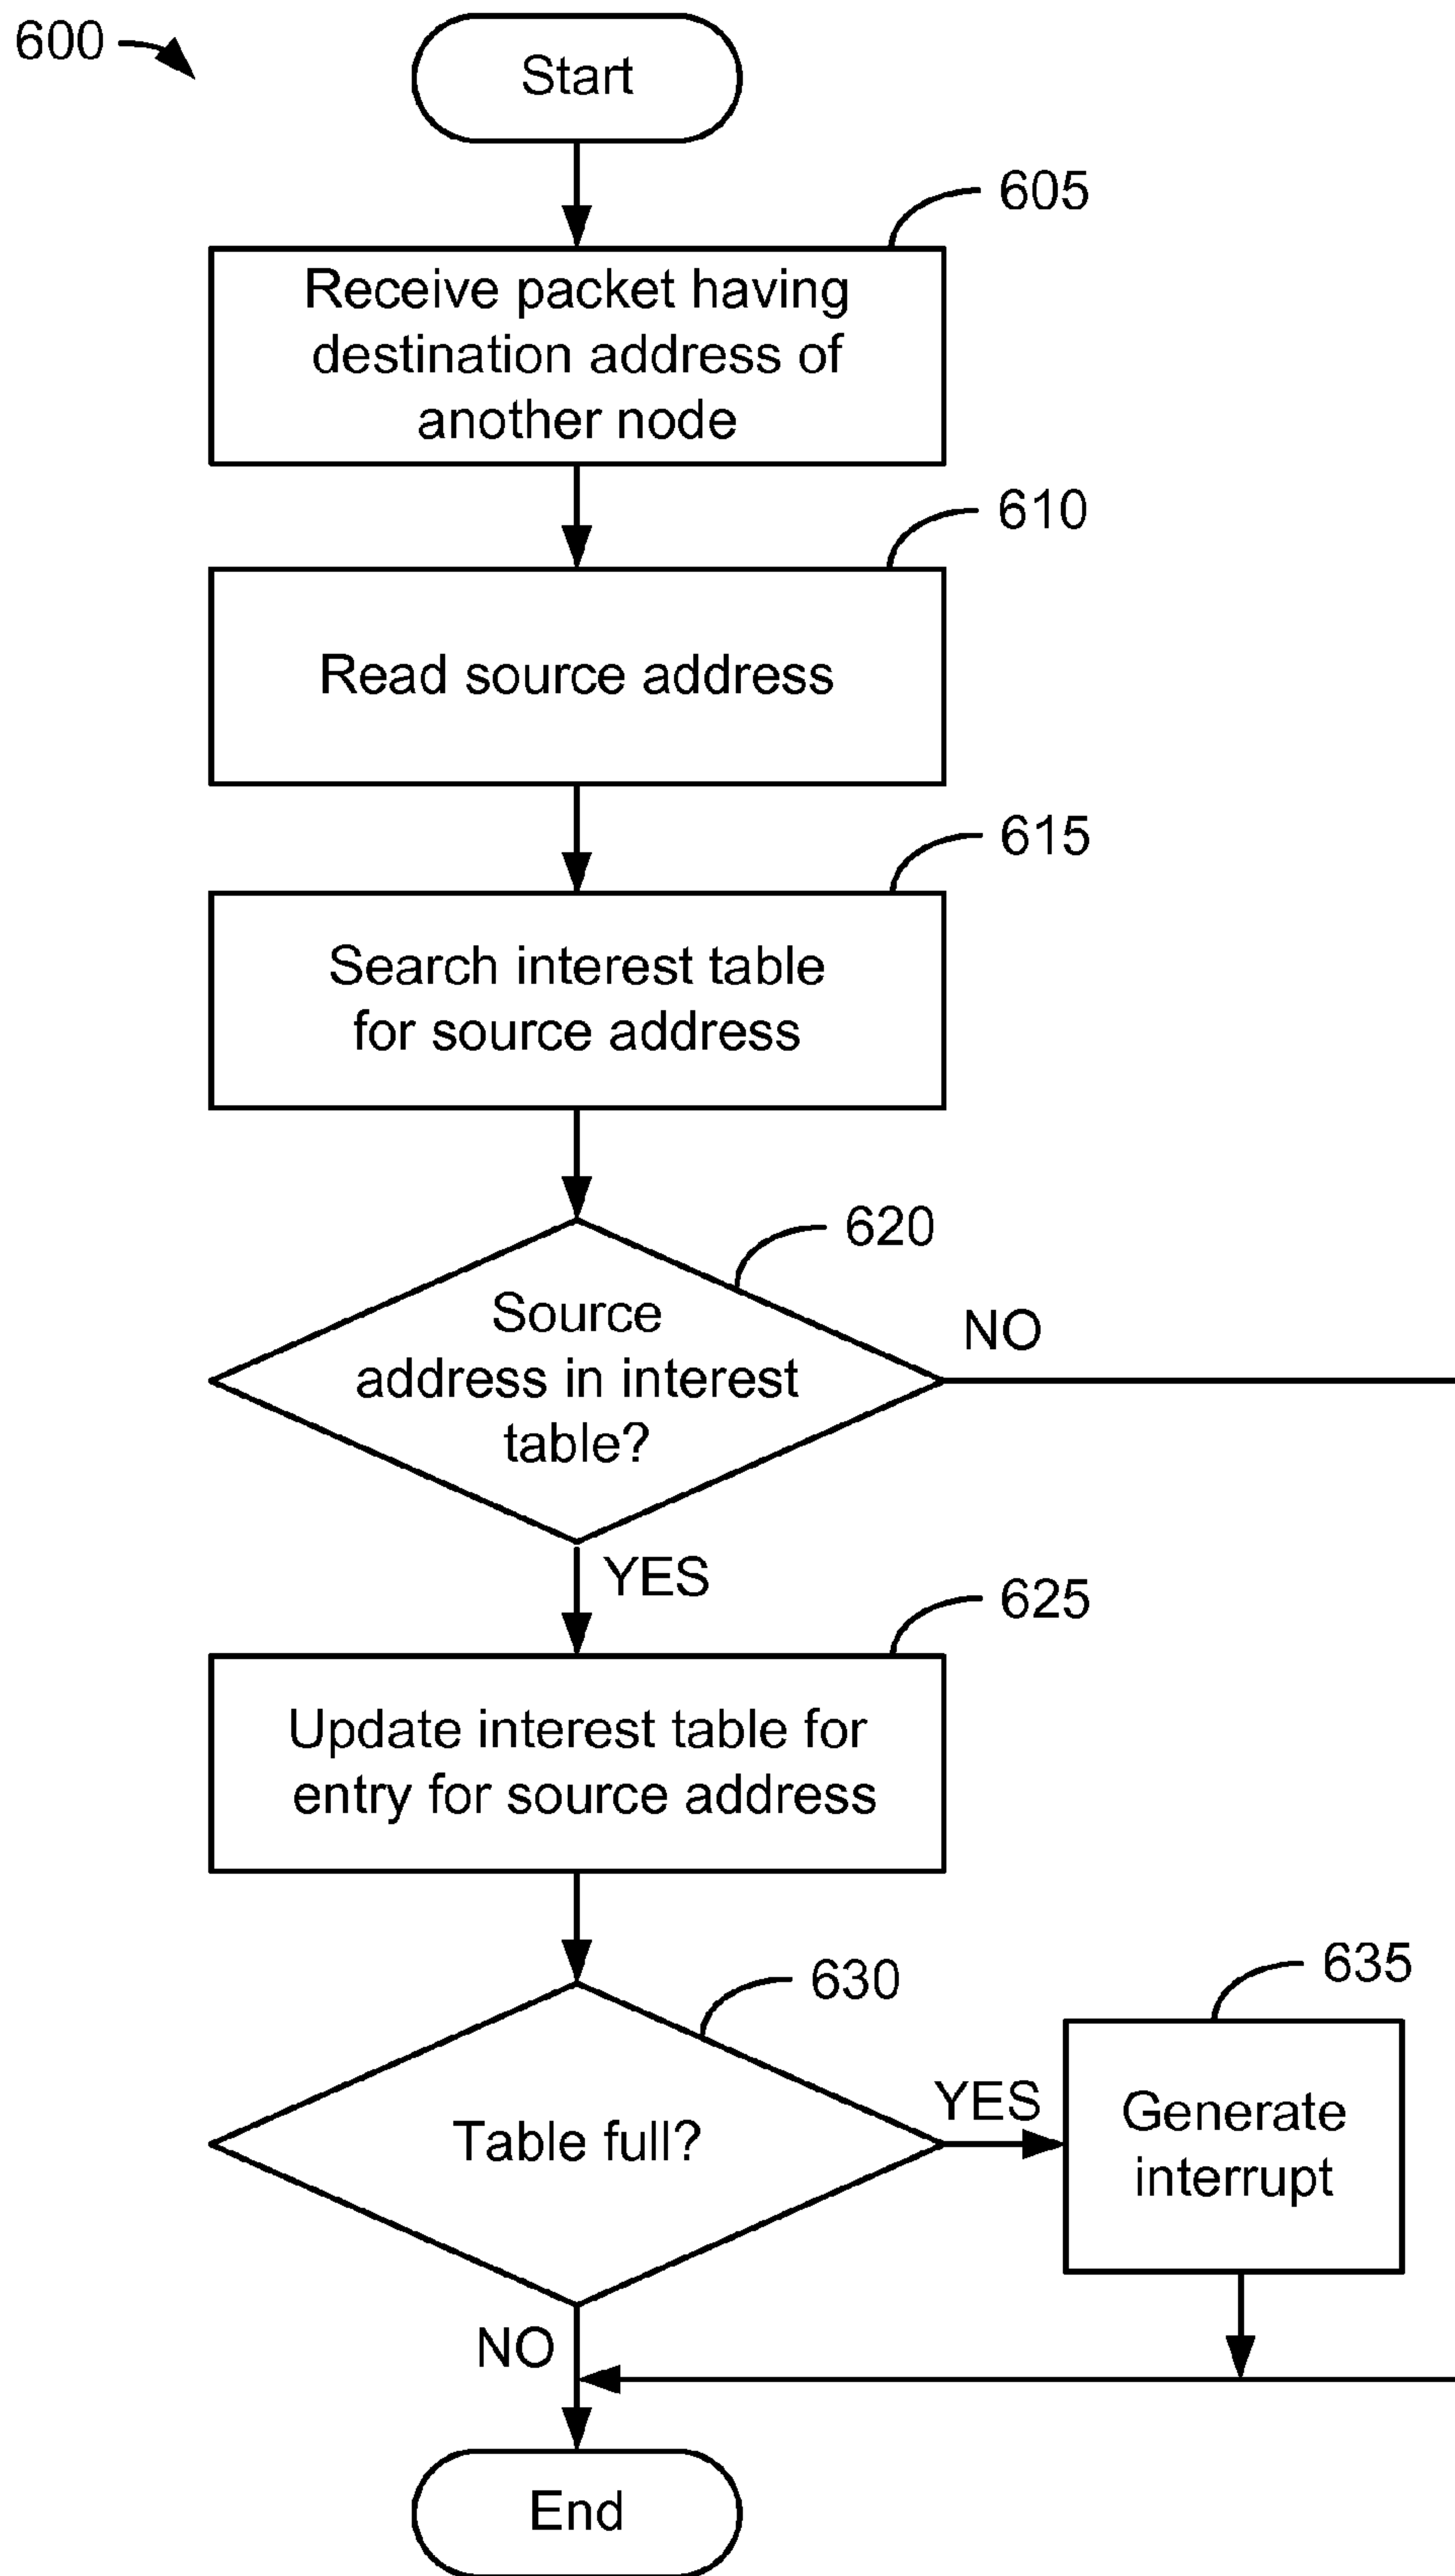 600
Start
605
Receive packet having
destination address of
another node
610
Read source address
615
Search interest table
for source address
620
Source
address in interest
table?
NO
YES
625
Update interest table for
entry for source address
630
Table full?
YES
635
Generate
interrupt
NO
End